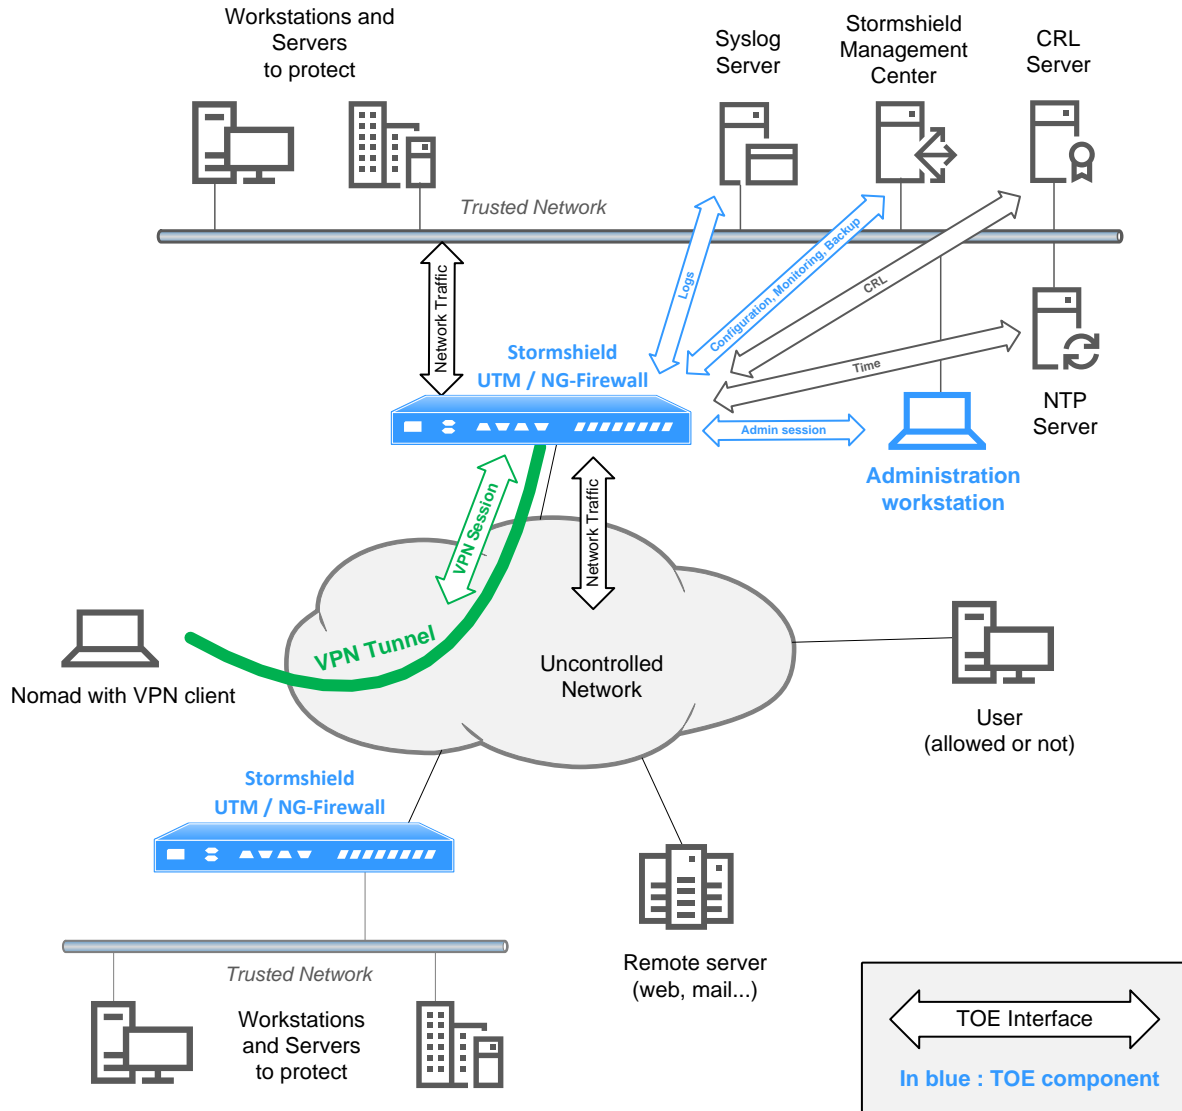 Workstations and
Servers
to protect
Syslog
Server
Stormshield
Management
Center
CRL
Server
Trusted Network
Network Traffic
Logs
Configuration, Monitoring, Backup
CRL
Time
Stormshield
UTM / NG-Firewall
Admin session
NTP
Server
Administration
workstation
VPN Session
Network Traffic
VPN Tunnel
Uncontrolled
Network
Nomad with VPN client
User
(allowed or not)
Stormshield
UTM / NG-Firewall
Remote server
(web, mail...)
Trusted Network
Workstations
and Servers
to protect
TOE Interface
In blue : TOE component